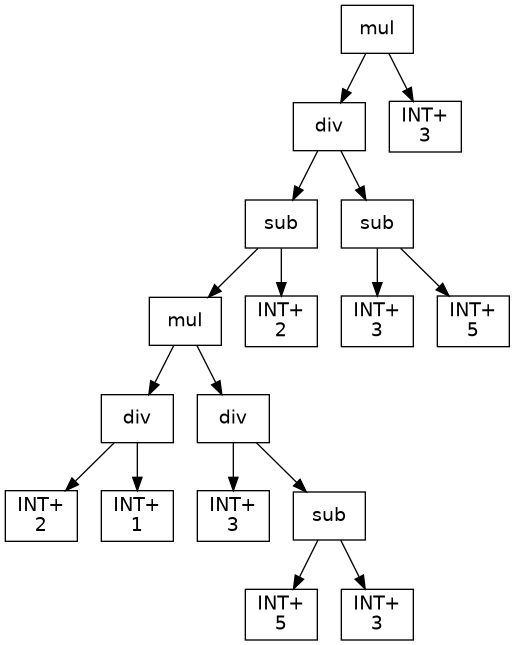 mul
div
INT+
3
sub
sub
mul
INT+
2
INT+
3
INT+
5
div
div
INT+
2
INT+
1
INT+
3
sub
INT+
5
INT+
3